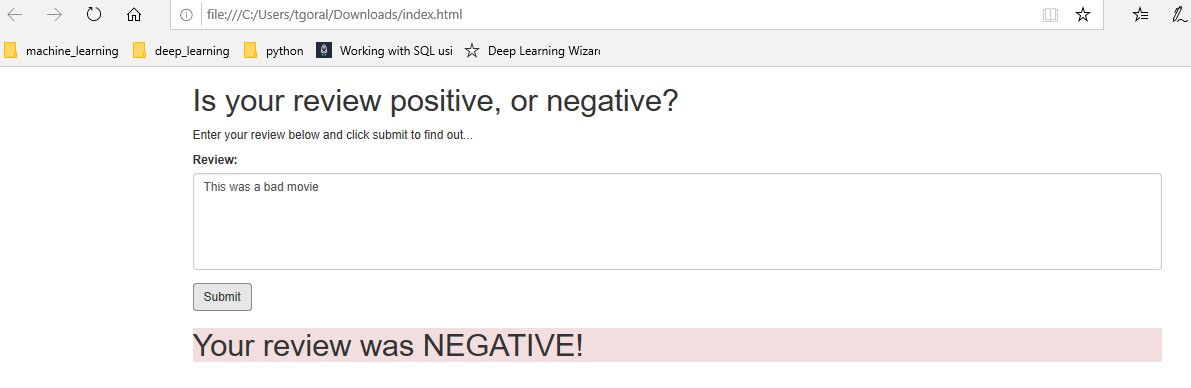 file:///C:/Users/tgoral/Downloads/index.html
machine_learning deep_learning python Working with SQL usi Deep Learning Wizar
Is your review positive, or negative?
Enter your review below and click submit to find out...
Review:
This was a bad movie
Submit
Your review was NEGATIVE!